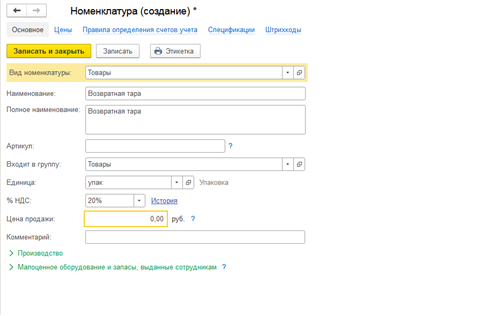 Номенклатура (создание) *
Основное Цены Правила определения счетов учета Спецификации Штрихкоды
Записать и закрыть Записать Этикетка
Вид номенклатуры: Товары
Наименование: Возвратная тара
Полное наименование: Возвратная тара
Артикул: ?
Входит в группу: Товары
Единица: упак Упаковка
% НДС: 20% История
Цена продажи: 0,00 руб. ?
Комментарий:
Производство
Малоценное оборудование и запасы, выданные сотрудникам ?